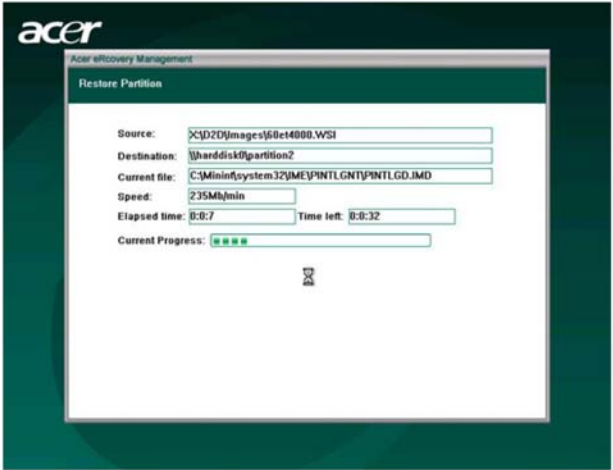 acer
Acer eRcovery Management
Restore Partition
Source: X:\D2D\Images\60et4000.WSI
Destination: \\harddisk0\partition2
Current file: C:\Minint\system32\IME\PINTLGNT\PINTLGD.IMD
Speed: 235Mb/min
Elapsed time: 0:0:7 Time left: 0:0:32
Current Progress: